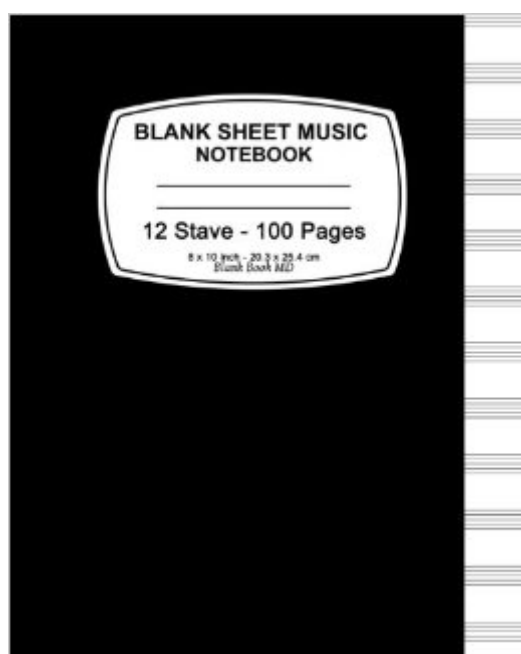 BLANK SHEET MUSIC
NOTEBOOK
12 Stave - 100 Pages
8 x 10 inch - 20.3 x 25.4 cm
Blank Book MD